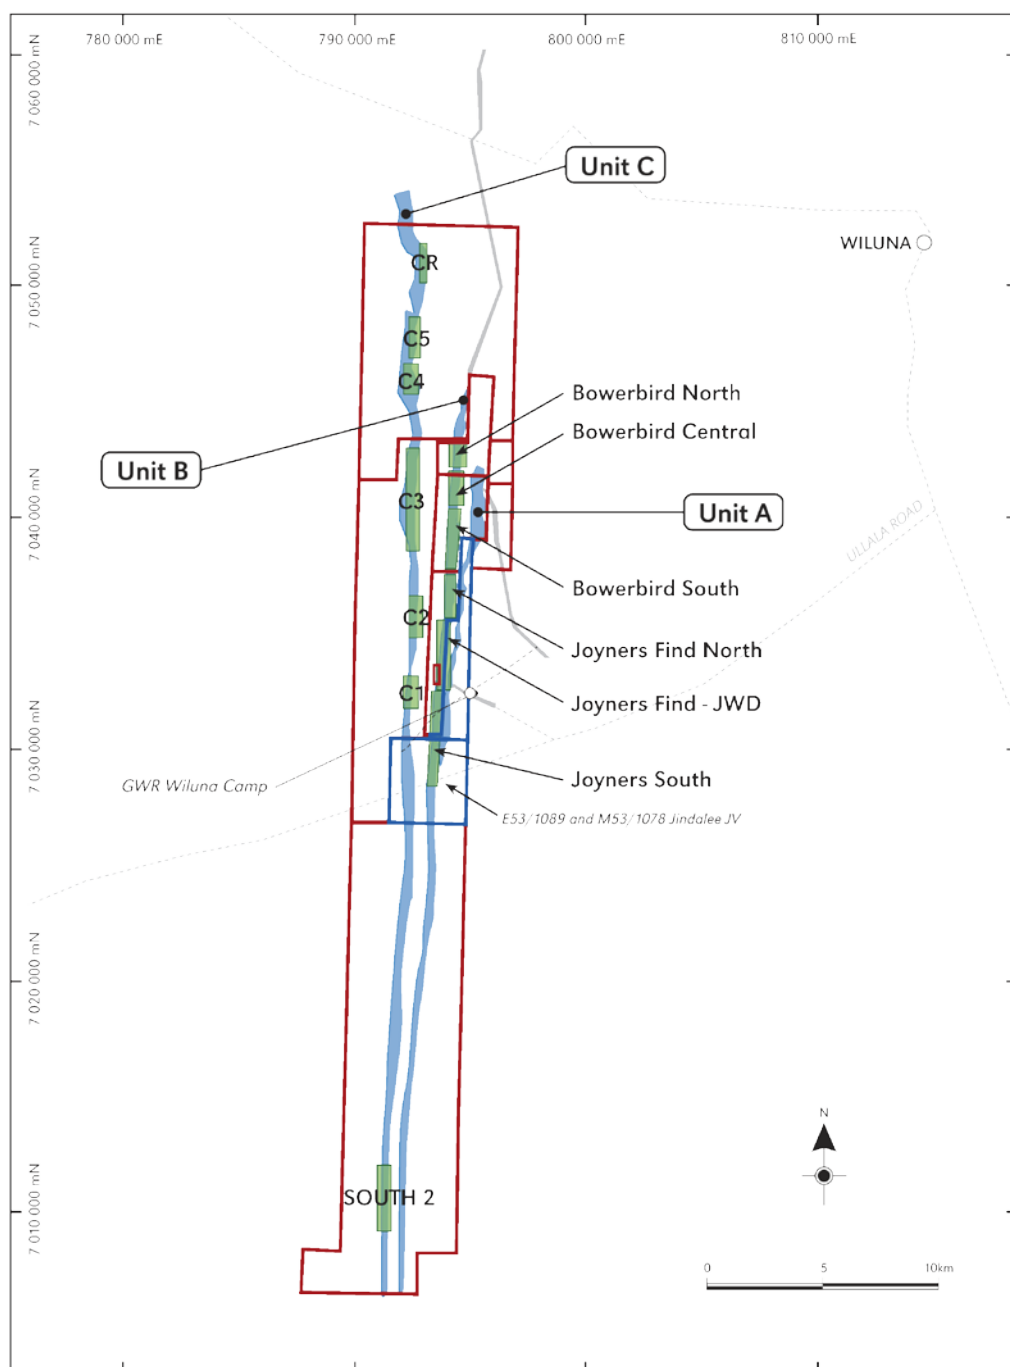 780 000 mE
790 000 mE
800 000 mE
810 000 mE
7 060 000 mN
Unit C
WILUNA
CR
7 050 000 mN
C5
C4
Bowerbird North
Bowerbird Central
Unit B
C3
Unit A
7 040 000 mN
ULLALA ROAD
Bowerbird South
C2
Joyners Find North
C1
Joyners Find - JWD
7 030 000 mN
Joyners South
GWR Wiluna Camp
E53/1089 and M53/1078 Jindalee JV
7 020 000 mN
N
SOUTH 2
7 010 000 mN
0
5
10km